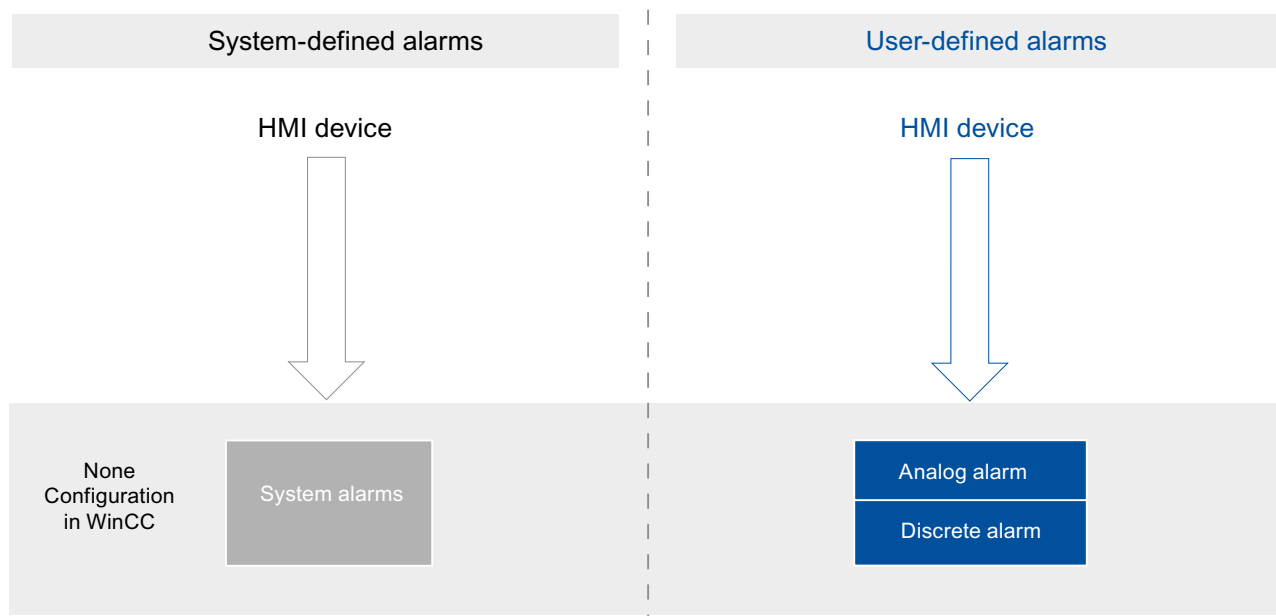 System-defined alarms
User-defined alarms
HMI device
HMI device
None
Configuration
in WinCC
System alarms
Analog alarm
Discrete alarm